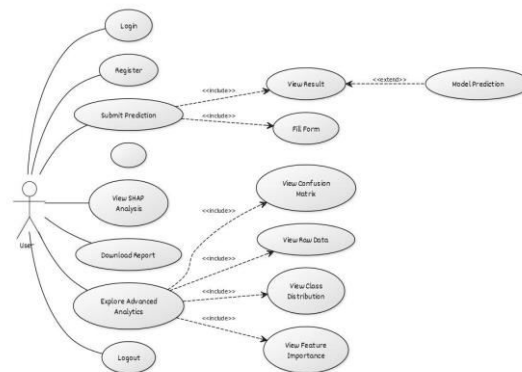 Login
Register
View Result
<<extend>>
Model Prediction
<<include>>
Submit Prediction
<<include>>
Fill Form
View Confusion
Matrix
View SHAP
Analysis
<<include>>
View Raw Data
User
Download Report
<<include>>
Explore Advanced
Analytics
<<include>>
View Class
Distribution
<<include>>
Logout
View Feature
Importance